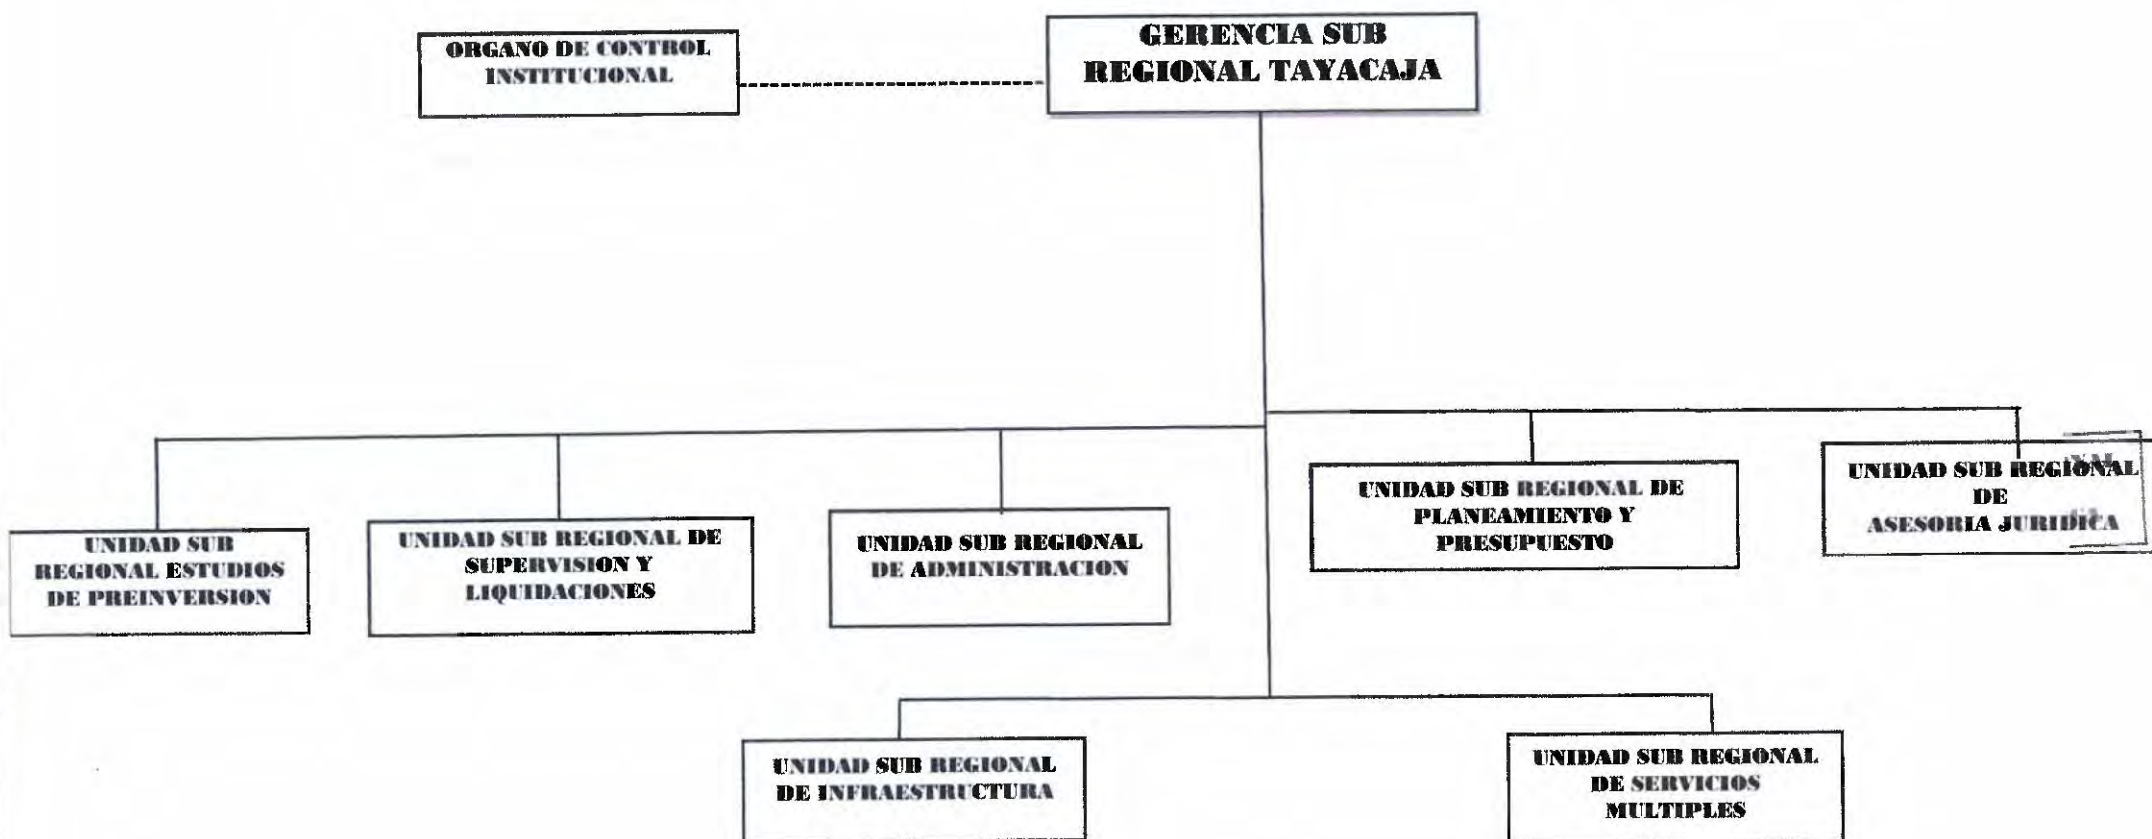 ORGANO DE CONTROL
INSTITUCIONAL
GERENCIA SUB
REGIONAL TAYACAJA
UNIDAD SUB
REGIONAL ESTUDIOS
DE PREINVERSION
UNIDAD SUB REGIONAL DE
SUPERVISION Y
LIQUIDACIONES
UNIDAD SUB REGIONAL
DE ADMINISTRACION
UNIDAD SUB REGIONAL DE
PLANEAMIENTO Y
PRESUPUESTO
UNIDAD SUB REGIONAL
DE
ASESORIA JURIDICA
UNIDAD SUB REGIONAL
DE INFRAESTRUCTURA
UNIDAD SUB REGIONAL
DE SERVICIOS
MULTIPLES